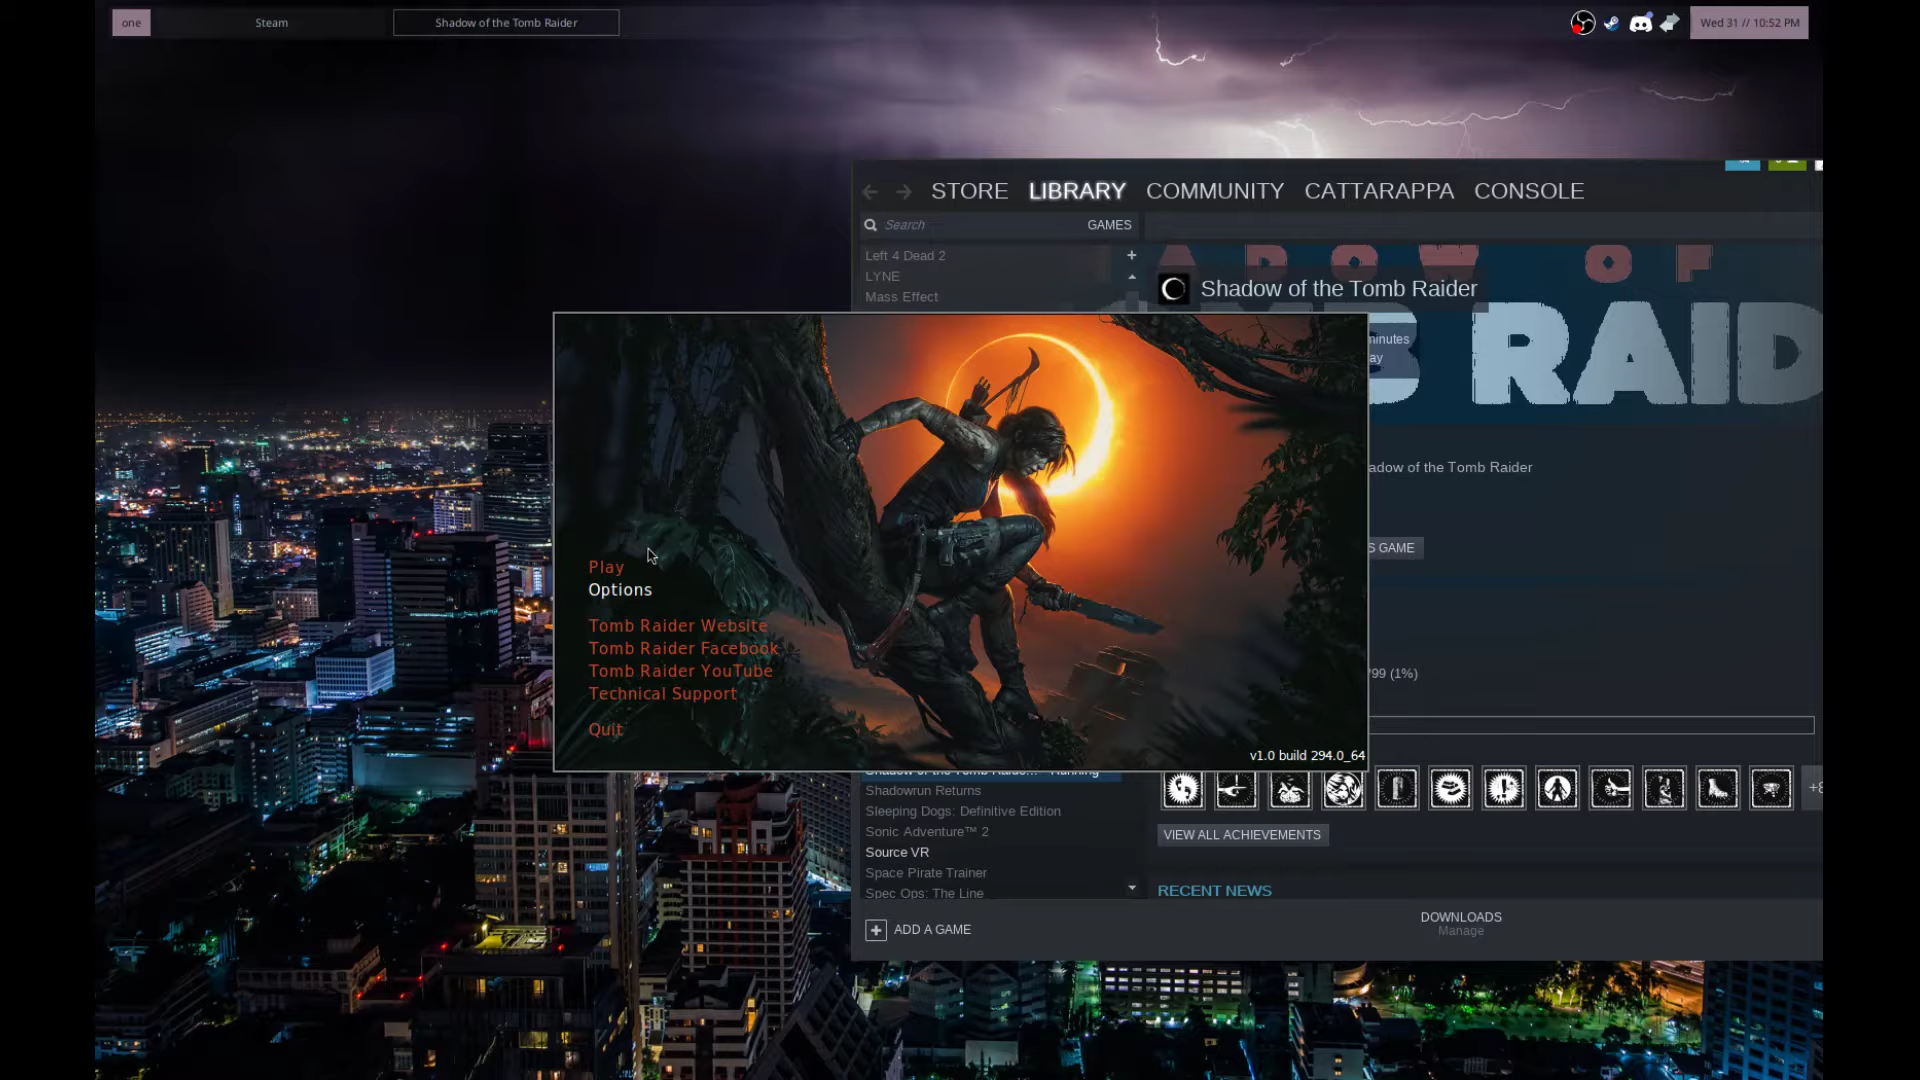 one
Steam
Shadow of the Tomb Raider
Wed 31 // 10:52 PM
STORE LIBRARY COMMUNITY CATTARAPPA CONSOLE
Search
GAMES
Left 4 Dead 2
LYNE
Mass Effect
Shadow of the Tomb Raider
RAID
Play
Options
Tomb Raider Website
Tomb Raider Facebook
Tomb Raider YouTube
Technical Support
Quit
v1.0 build 294.0_64
adow of the Tomb Raider
S GAME
799 (1%)
Shadowrun Returns
Sleeping Dogs: Definitive Edition
Sonic Adventure™ 2
Source VR
Space Pirate Trainer
Spec Ops: The Line
VIEW ALL ACHIEVEMENTS
RECENT NEWS
ADD A GAME
DOWNLOADS
Manage